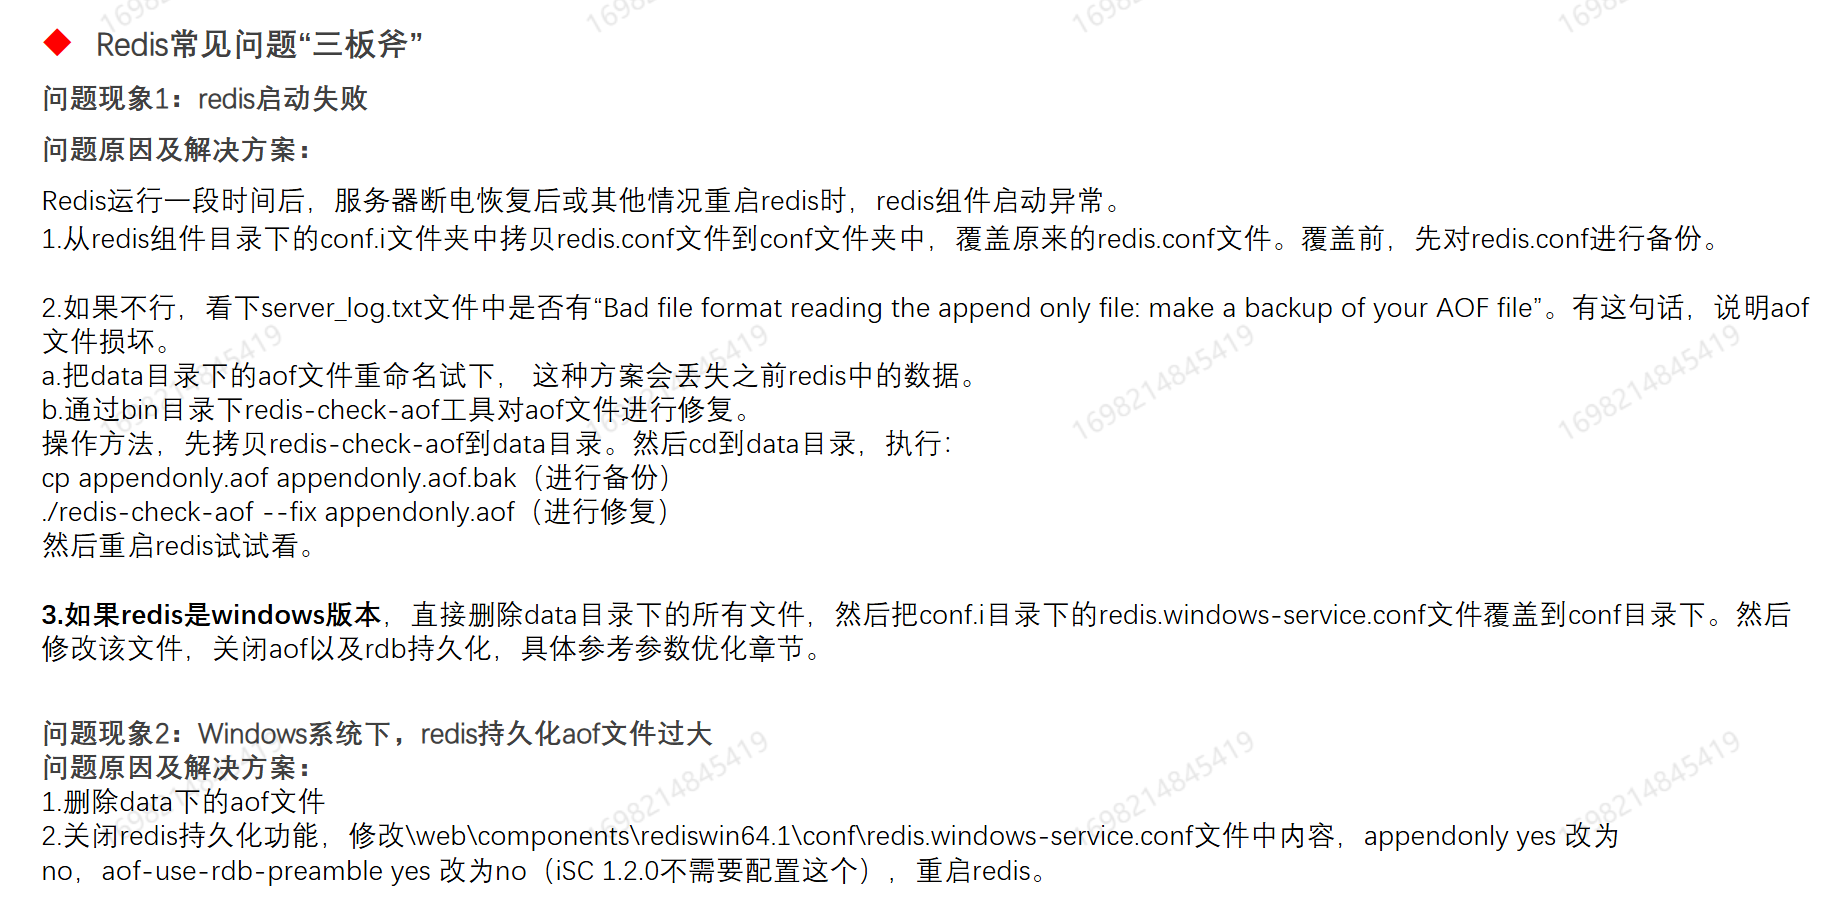 1698214845419
1698214845419
1698214845419
1698214845419
Redis常见问题“三板斧”
问题现象1：redis启动失败
问题原因及解决方案：
Redis运行一段时间后，服务器断电恢复后或其他情况重启redis时，redis组件启动异常。
1.从redis组件目录下的conf.i文件夹中拷贝redis.conf文件到conf文件夹中，覆盖原来的redis.conf文件。覆盖前，先对redis.conf进行备份。
2.如果不行，看下server_log.txt文件中是否有“Bad file format reading the append only file: make a backup of your AOF file”。有这句话，说明aof
文件损坏。
1698214845419
1698214845419
1698214845419
1698214845419
a.把data目录下的aof文件重命名试下， 这种方案会丢失之前redis中的数据。
b.通过bin目录下redis-check-aof工具对aof文件进行修复。
操作方法，先拷贝redis-check-aof到data目录。然后cd到data目录，执行：
cp appendonly.aof appendonly.aof.bak（进行备份）
./redis-check-aof --fix appendonly.aof（进行修复）
然后重启redis试试看。
3.如果redis是windows版本，直接删除data目录下的所有文件，然后把conf.i目录下的redis.windows-service.conf文件覆盖到conf目录下。然后
修改该文件，关闭aof以及rdb持久化，具体参考参数优化章节。
问题现象2：Windows系统下，redis持久化aof文件过大
问题原因及解决方案：
1698214845419
1698214845419
1698214845419
1698214845419
1.删除data下的aof文件
2.关闭redis持久化功能，修改\web\components\rediswin64.1\conf\redis.windows-service.conf文件中内容，appendonly yes 改为
no，aof-use-rdb-preamble yes 改为no（iSC 1.2.0不需要配置这个），重启redis。